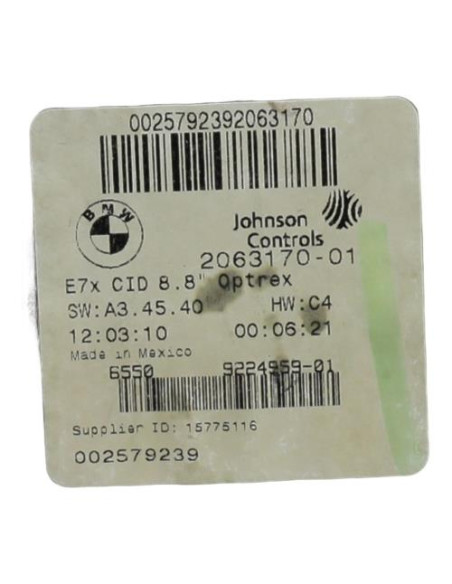 0025792392063170
BMW
Johnson
Controls
2063170-01
E7x CID 8.8" Optrex
SW:A3.45.40 HW:C4
12:03:10 00:06:21
Made in Mexico
6550 9224959-01
Supplier ID: 15775116
002579239